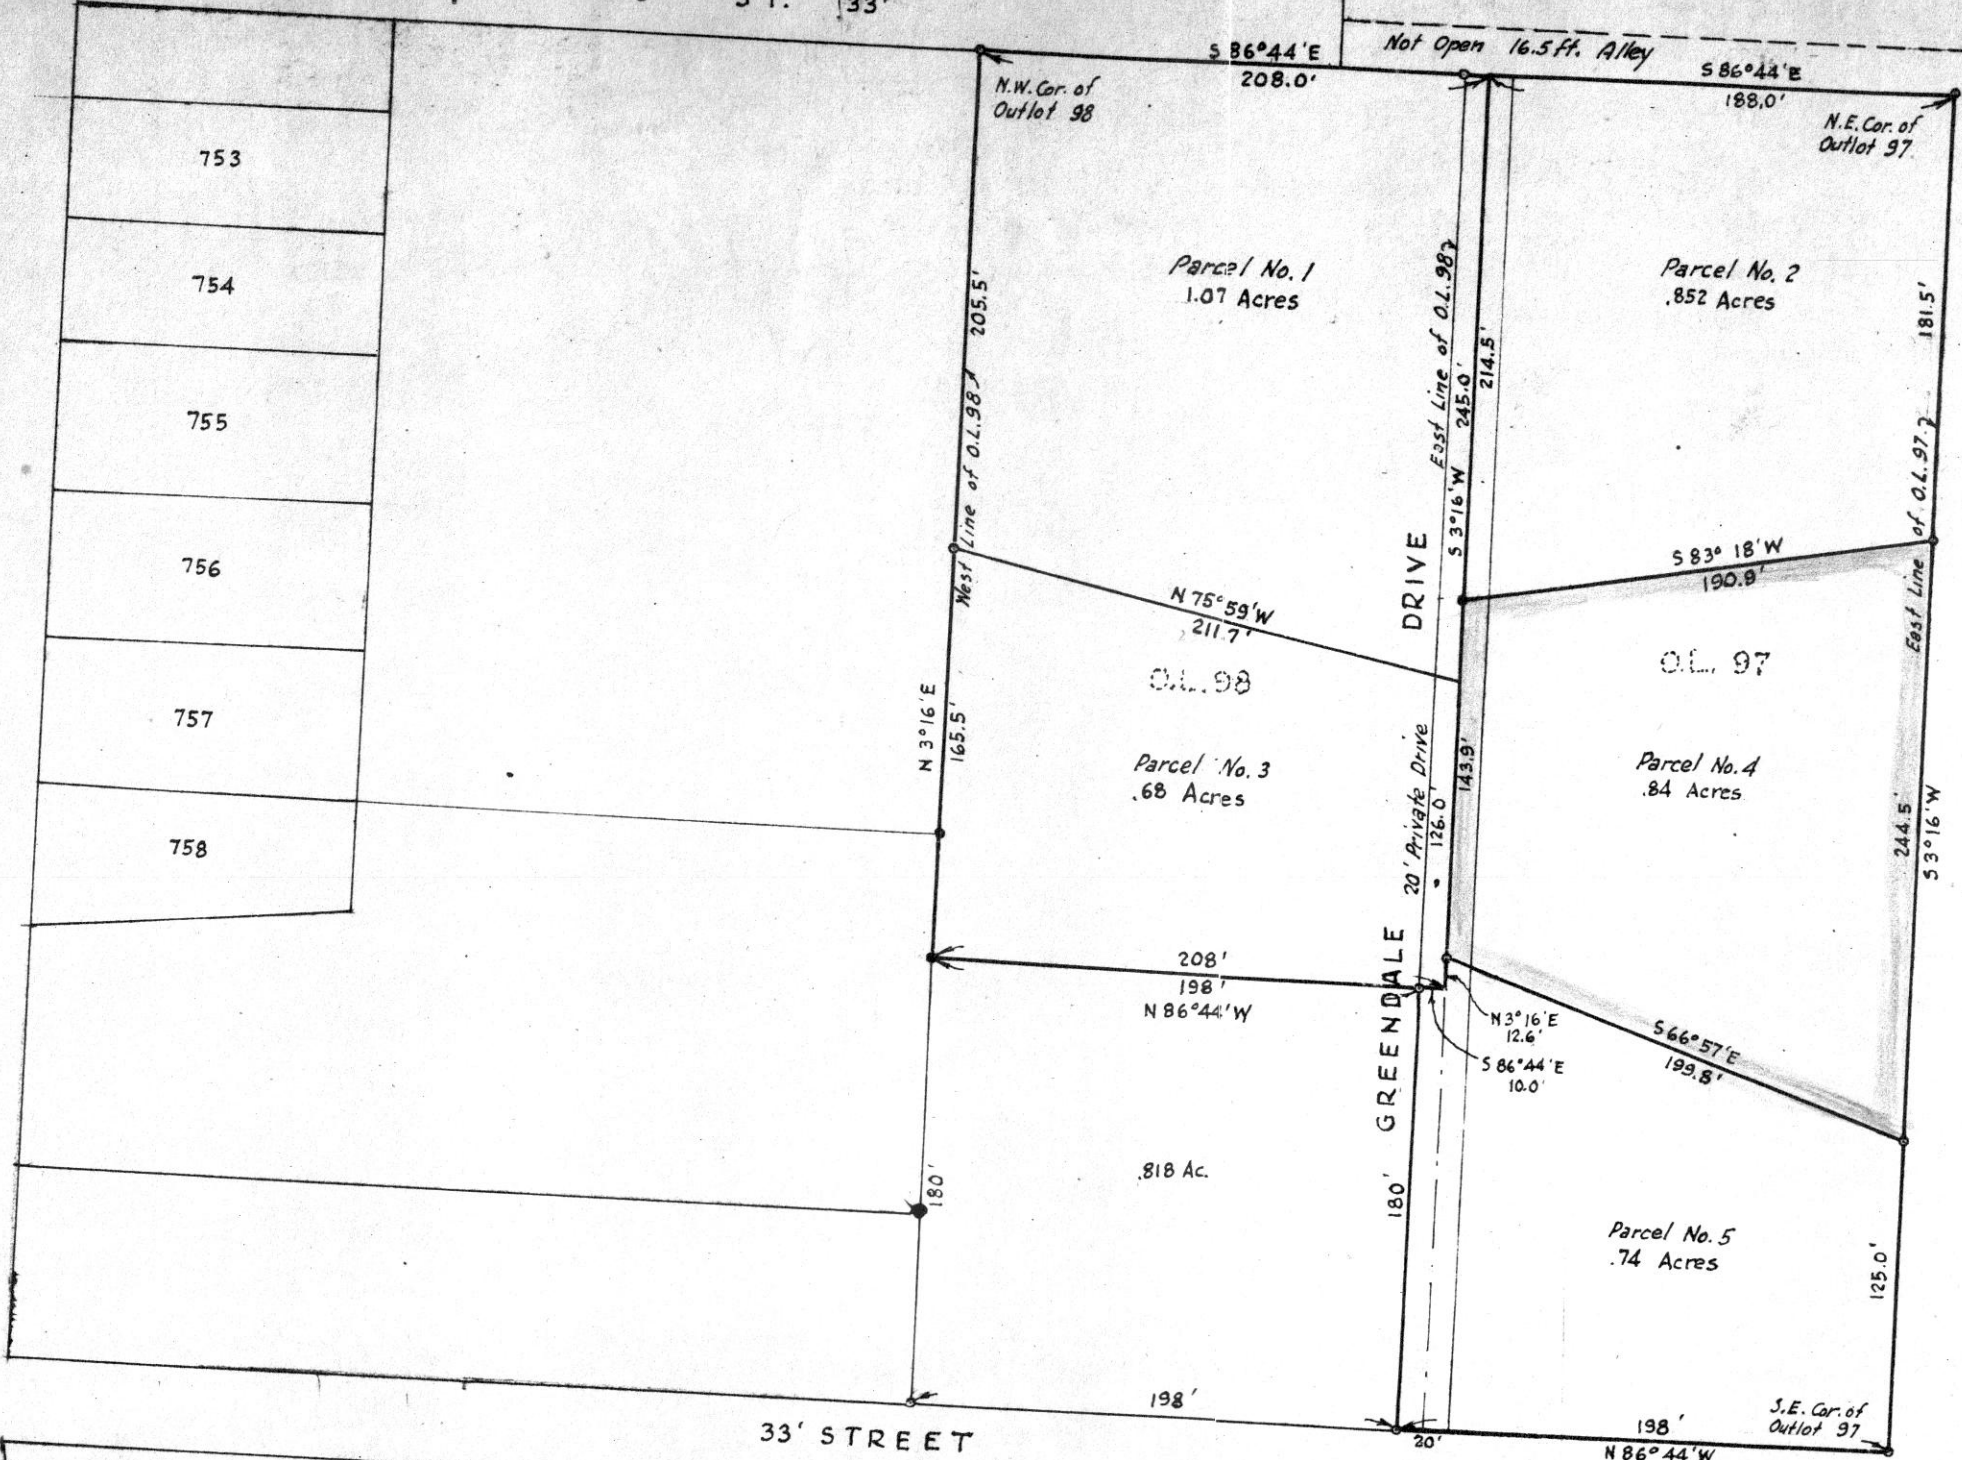 ST. 33'
S 86°44'E
208.0'
Not Open 16.5 ft. Alley
S 86°44'E
188.0'
N.W. Cor. of
Outlot 98
N.E. Cor. of
Outlot 97
753
754
755
756
757
758
205.5'
West Line of O.L.98
Parcel No. 1
1.07 Acres
East Line of O.L.98
S 3°16'W 245.0'
214.5'
Parcel No. 2
.852 Acres
181.5'
East Line of O.L.97
N 75°59'W
211.7'
S 83° 18'W
190.9'
O.L. 98
O.L. 97
N 3°16'E
165.5'
Parcel No. 3
.68 Acres
GREENDALE DRIVE
20' Private Drive
126.0'
143.9'
Parcel No. 4
.84 Acres
244.5'
S 3°16'W
208'
198'
N 86°44'W
N 3°16'E
12.6'
S 86°44'E
10.0'
S 66°57'E
199.8'
180'
.818 Ac.
180'
Parcel No. 5
.74 Acres
125.0'
198'
33' STREET
20'
198'
N 86°44'W
S.E. Cor. of
Outlot 97